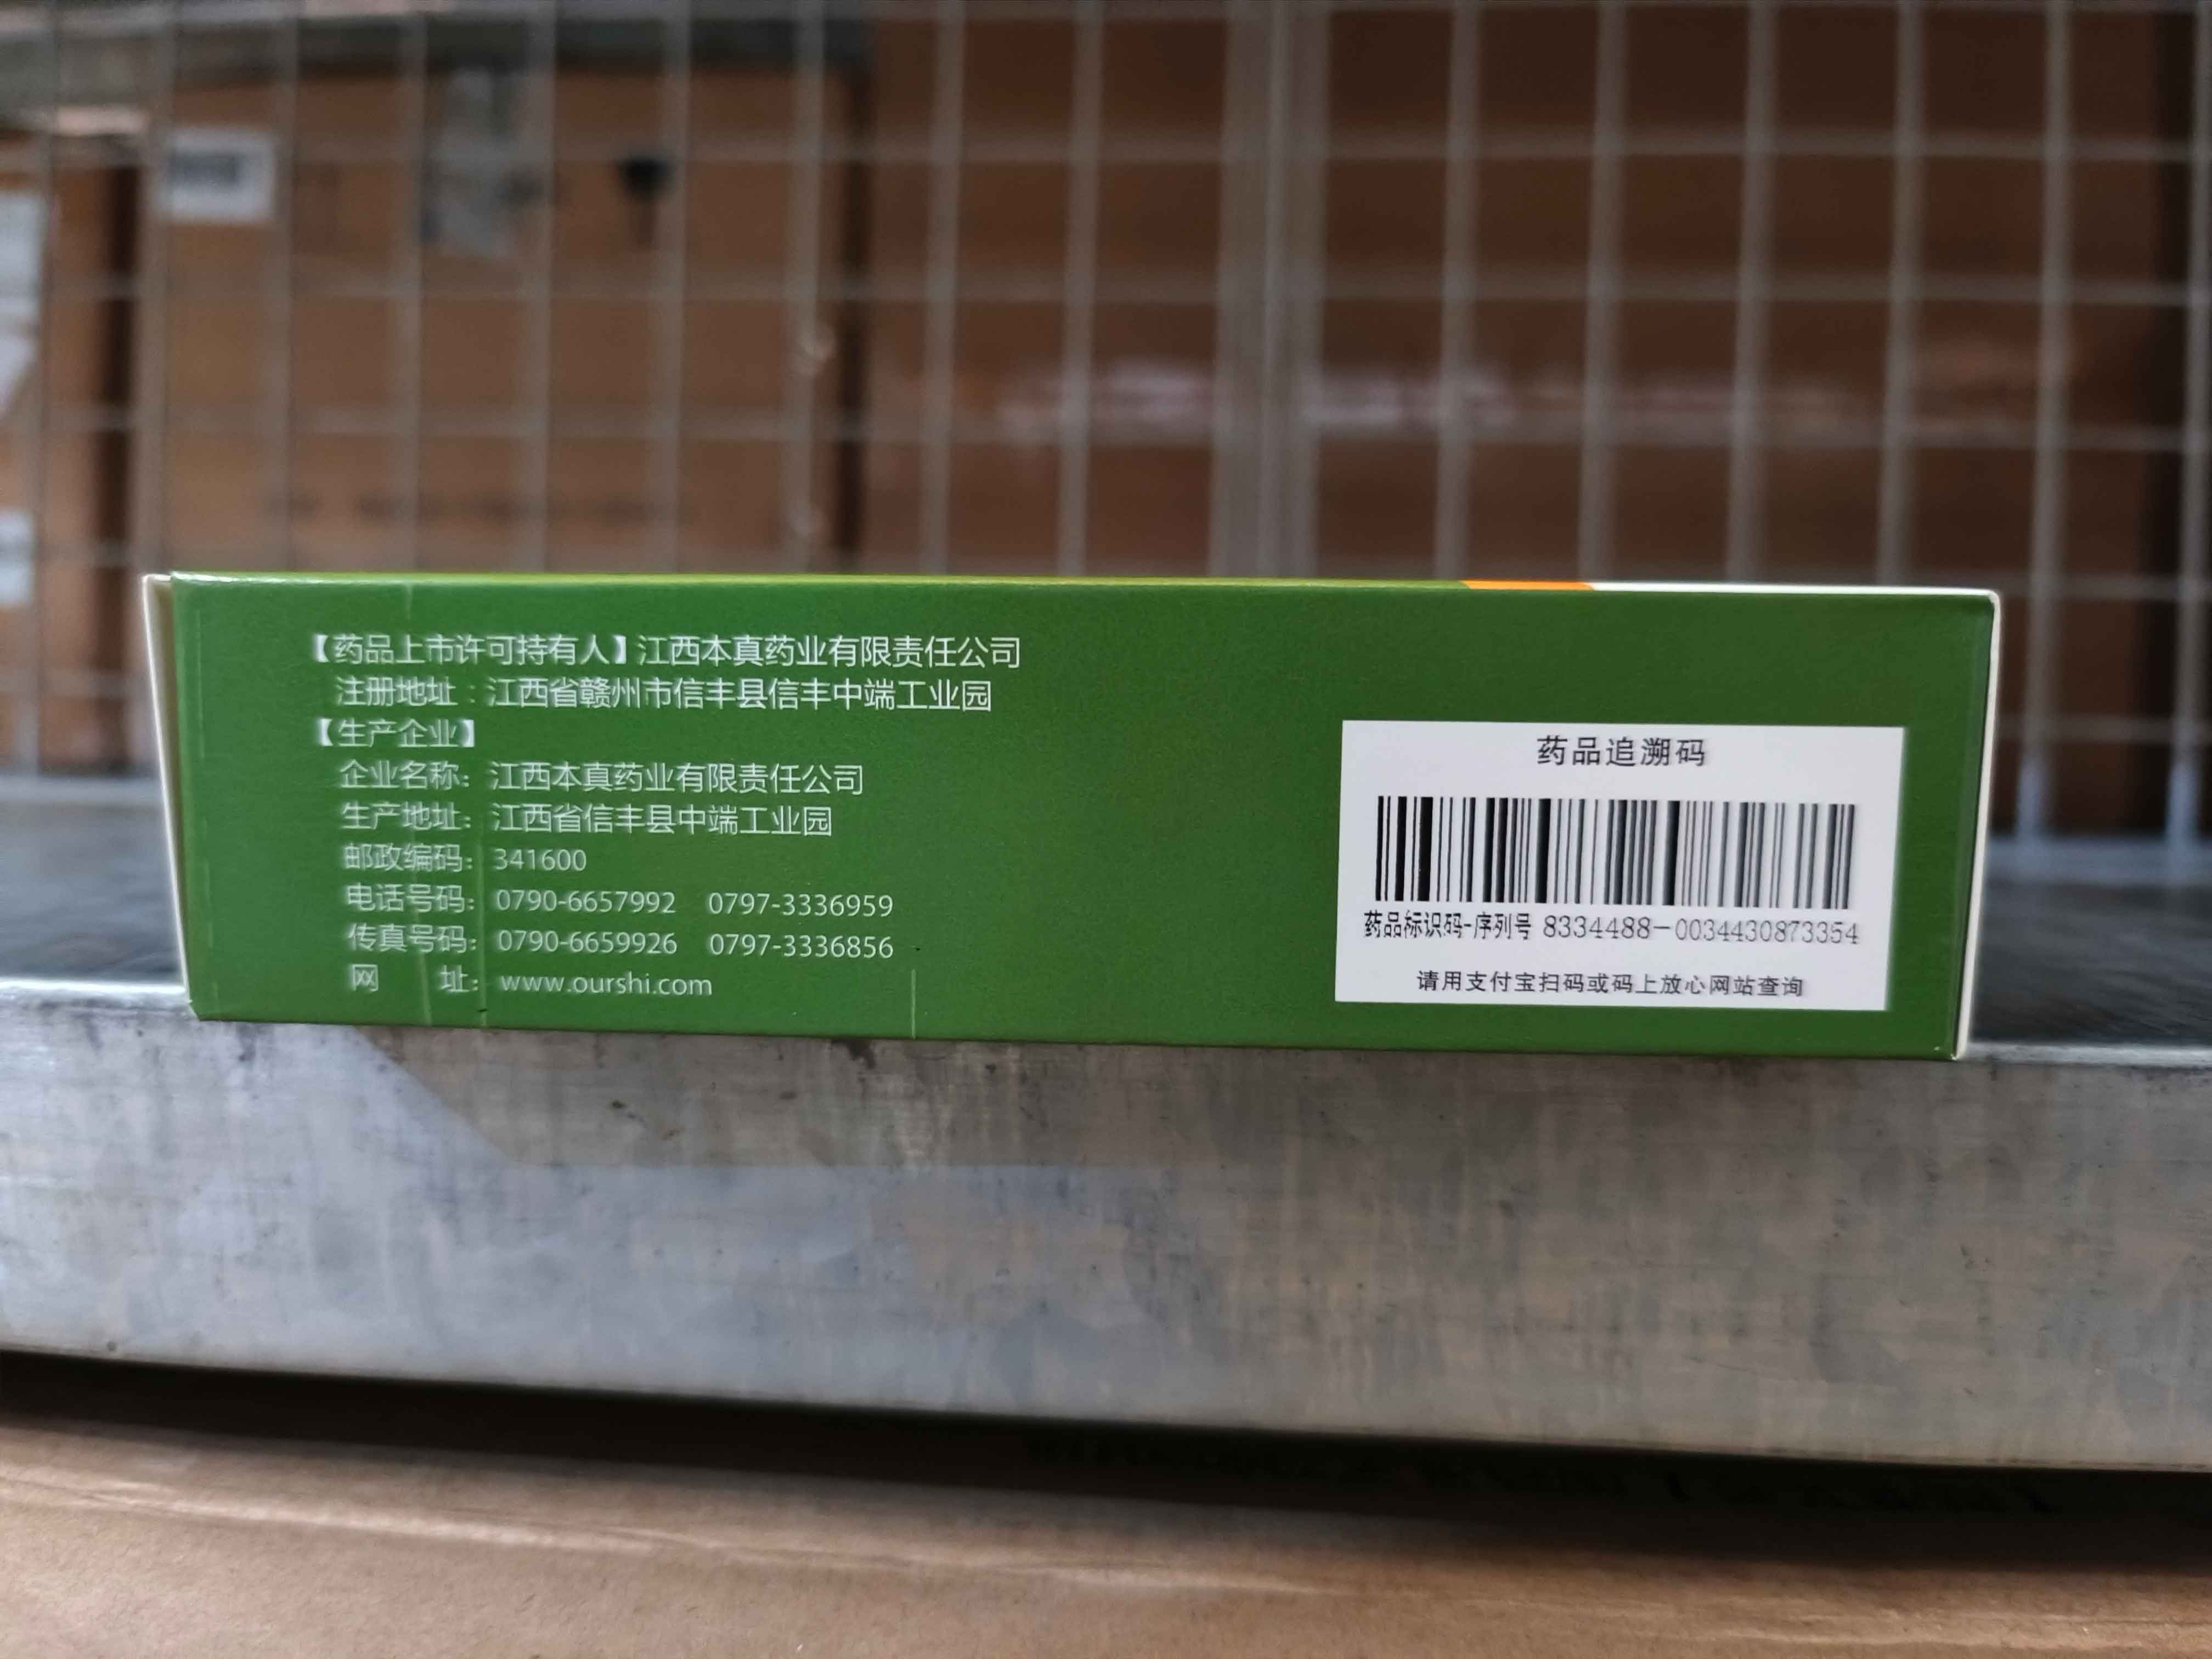 【药品上市许可持有人】江西本真药业有限责任公司
注册地址：江西省赣州市信丰县信丰中端工业园
【生产企业】
企业名称：江西本真药业有限责任公司
生产地址：江西省信丰县中端工业园
邮政编码：341600
电话号码：0790-6657992 0797-3336959
传真号码：0790-6659926 0797-3336856
网 址：www.ourshi.com
药品追溯码
药品标识码-序列号 8334488-0034430873354
请用支付宝扫码或码上放心网站查询